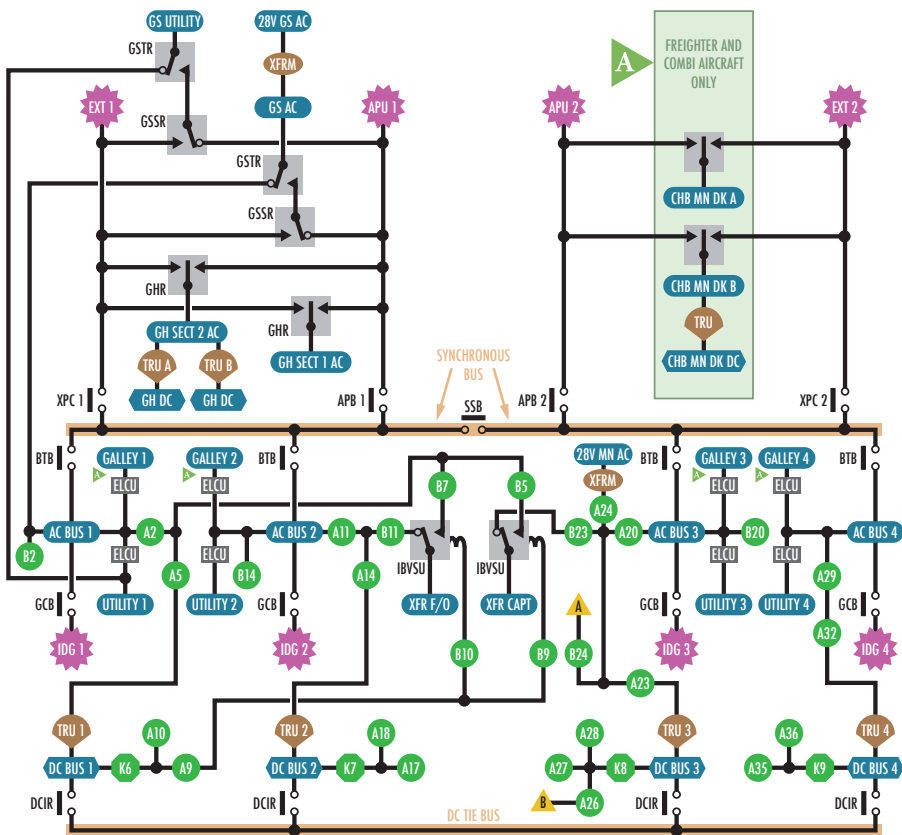 GS UTILITY
28V GS AC
GSTR
XFRM
A
FREIGHTER AND
COMBI AIRCRAFT
ONLY
EXT 1
GS AC
APU 1
APU 2
EXT 2
GSSR
GSTR
CHB MN DK A
GSSR
GHR
CHB MN DK B
GH SECT 2 AC
GHR
TRU
TRU A
TRU B
GH SECT 1 AC
CHB MN DK DC
GH DC
GH DC
SYNCHRONOUS
BUS
XPC 1
APB 1
SSB
APB 2
XPC 2
BTB
GALLEY 1
GALLEY 2
BTB
28V MN AC
BTB
GALLEY 3
GALLEY 4
BTB
A
ELCU
A
ELCU
B7
B5
XFRM
A
ELCU
A
ELCU
A24
B2
AC BUS 1
A2
B14
AC BUS 2
A11
B11
B23
A20
AC BUS 3
B20
AC BUS 4
ELCU
ELCU
IBVSU
IBVSU
ELCU
ELCU
A5
A14
A29
GCB
UTILITY 1
UTILITY 2
GCB
XFR F/O
XFR CAPT
A
GCB
UTILITY 3
UTILITY 4
GCB
A32
IDG 1
IDG 2
B10
B9
B24
IDG 3
IDG 4
A23
TRU 1
A10
TRU 2
A18
A28
TRU 3
A36
TRU 4
DC BUS 1
K6
A9
DC BUS 2
K7
A17
A27
K8
DC BUS 3
A35
K9
DC BUS 4
DCIR
DCIR
B
A26
DCIR
DCIR
DC TIE BUS